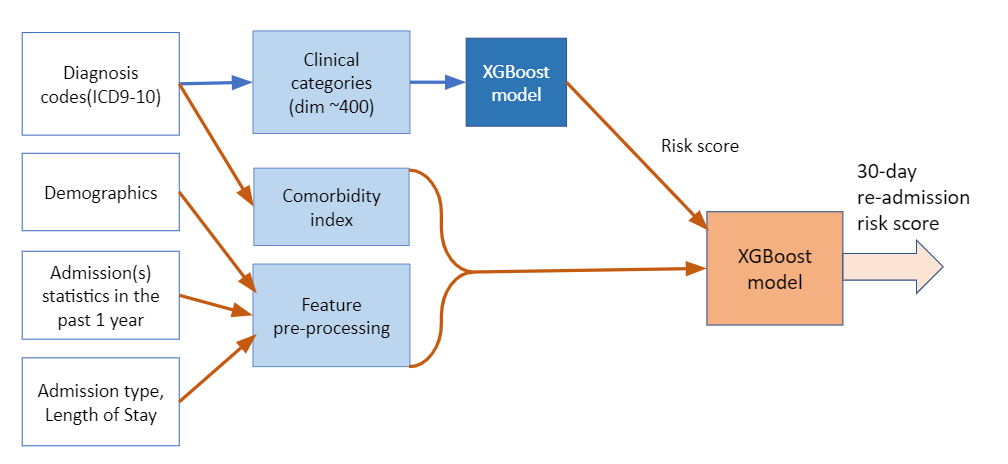 Diagnosis
codes(ICD9-10)
Clinical
categories
(dim ~400)
XGBoost
model
Risk score
Demographics
Comorbidity
index
30-day
re-admission
risk score
XGBoost
model
Admission(s)
statistics in the
past 1 year
Feature
pre-processing
Admission type,
Length of Stay